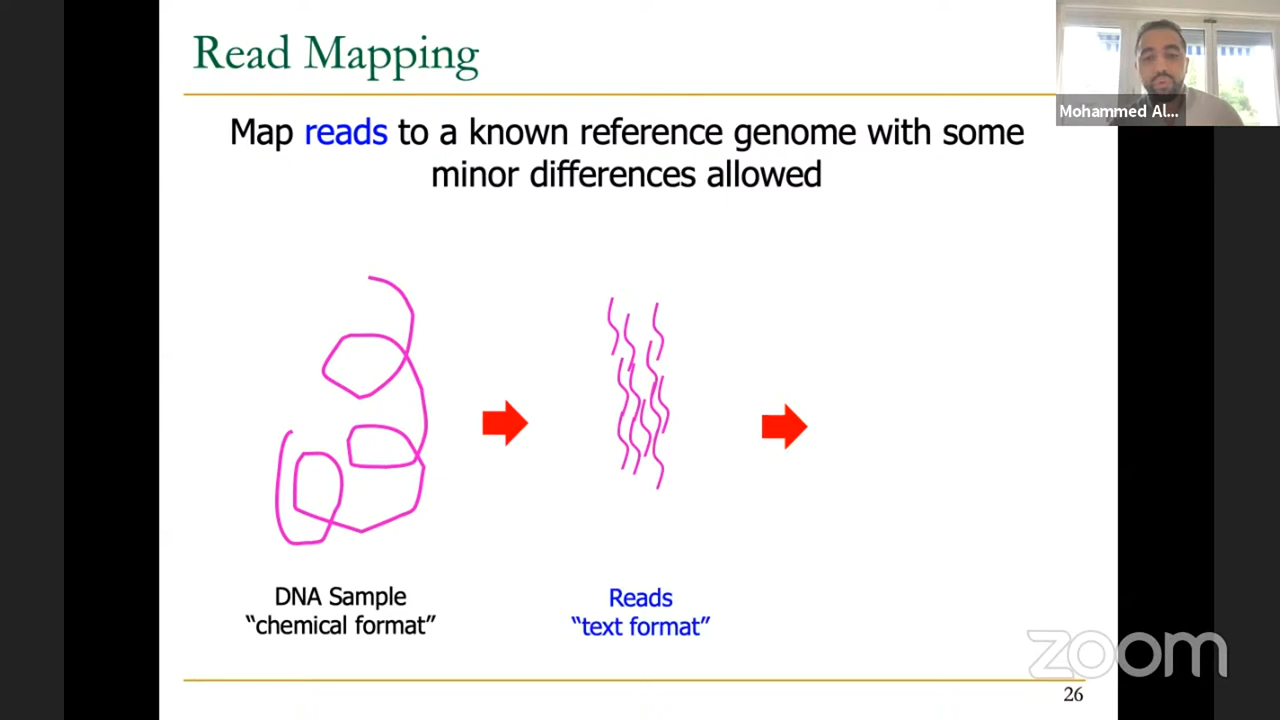 Read Mapping
Mohammed Al...
Map reads to a known reference genome with some
minor differences allowed
DNA Sample
“chemical format”
Reads
“text format”
zoom
26